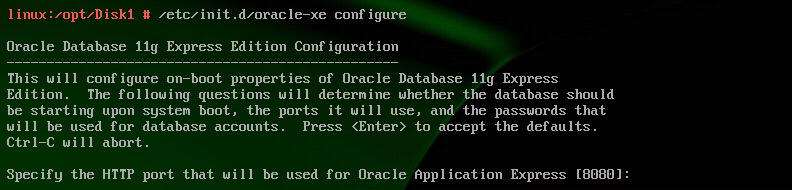 linux:/opt/Disk1 # /etc/init.d/oracle-xe configure
Oracle Database 11g Express Edition Configuration
-------------------------------------------------
This will configure on-boot properties of Oracle Database 11g Express
Edition.  The following questions will determine whether the database should
be starting upon system boot, the ports it will use, and the passwords that
will be used for database accounts.  Press <Enter> to accept the defaults.
Ctrl-C will abort.
Specify the HTTP port that will be used for Oracle Application Express [8080]: